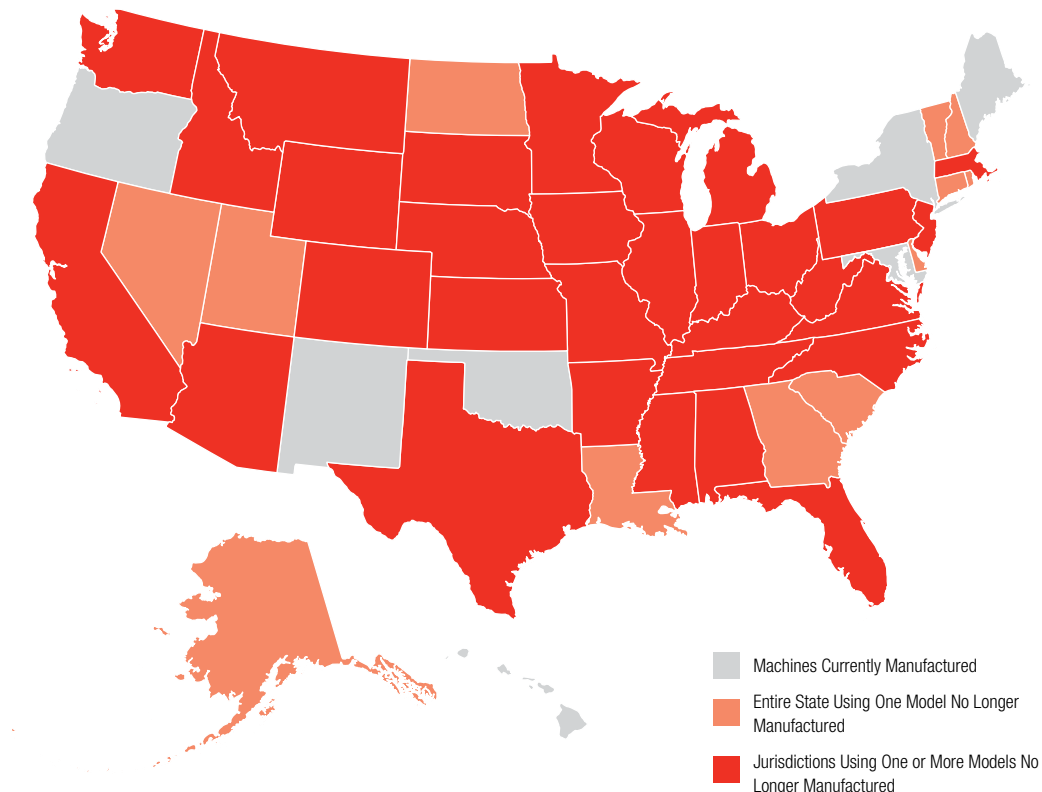 Machines Currently Manufactured
Entire State Using One Model No Longer
Manufactured
Jurisdictions Using One or More Models No
Longer Manufactured